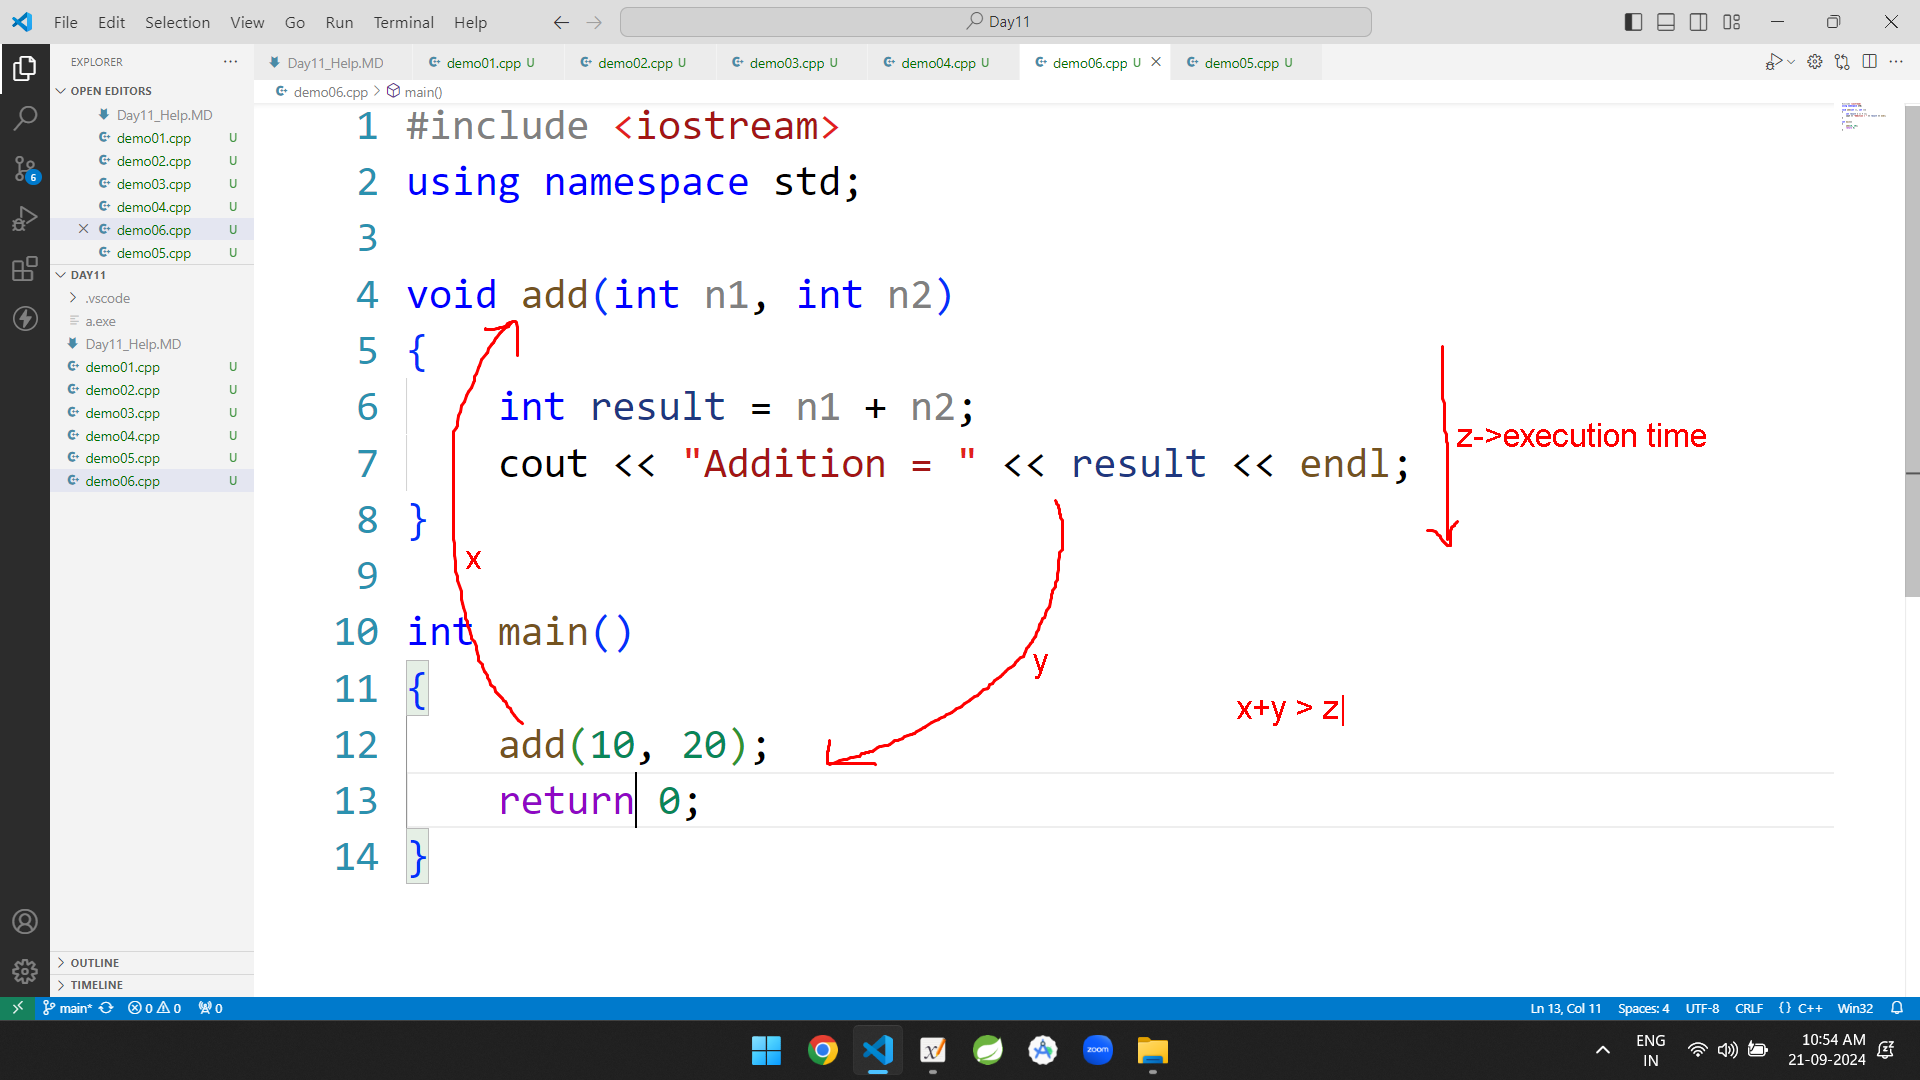 File Edit Selection View Go Run Terminal Help
Day11
EXPLORER
OPEN EDITORS
Day11_Help.MD
demo01.cpp U
demo02.cpp U
demo03.cpp U
demo04.cpp U
demo06.cpp U
demo05.cpp U
DAY11
.vscode
a.exe
Day11_Help.MD
demo01.cpp U
demo02.cpp U
demo03.cpp U
demo04.cpp U
demo05.cpp U
demo06.cpp U
OUTLINE
TIMELINE
6
Day11_Help.MD demo01.cpp U demo02.cpp U demo03.cpp U demo04.cpp U demo06.cpp U demo05.cpp U
demo06.cpp > main()
1 #include <iostream>
2 using namespace std;
3
4 void add(int n1, int n2)
5 {
6 int result = n1 + n2;
7 cout << "Addition = " << result << endl;
8 }
9
10 int main()
11 {
12 add(10, 20);
13 return 0;
14 }
z->execution time
x
y
x+y > z
main* 0 0 0 Ln 13, Col 11 Spaces: 4 UTF-8 CRLF {} C++ Win32
zoom
ENG
IN
10:54 AM
21-09-2024